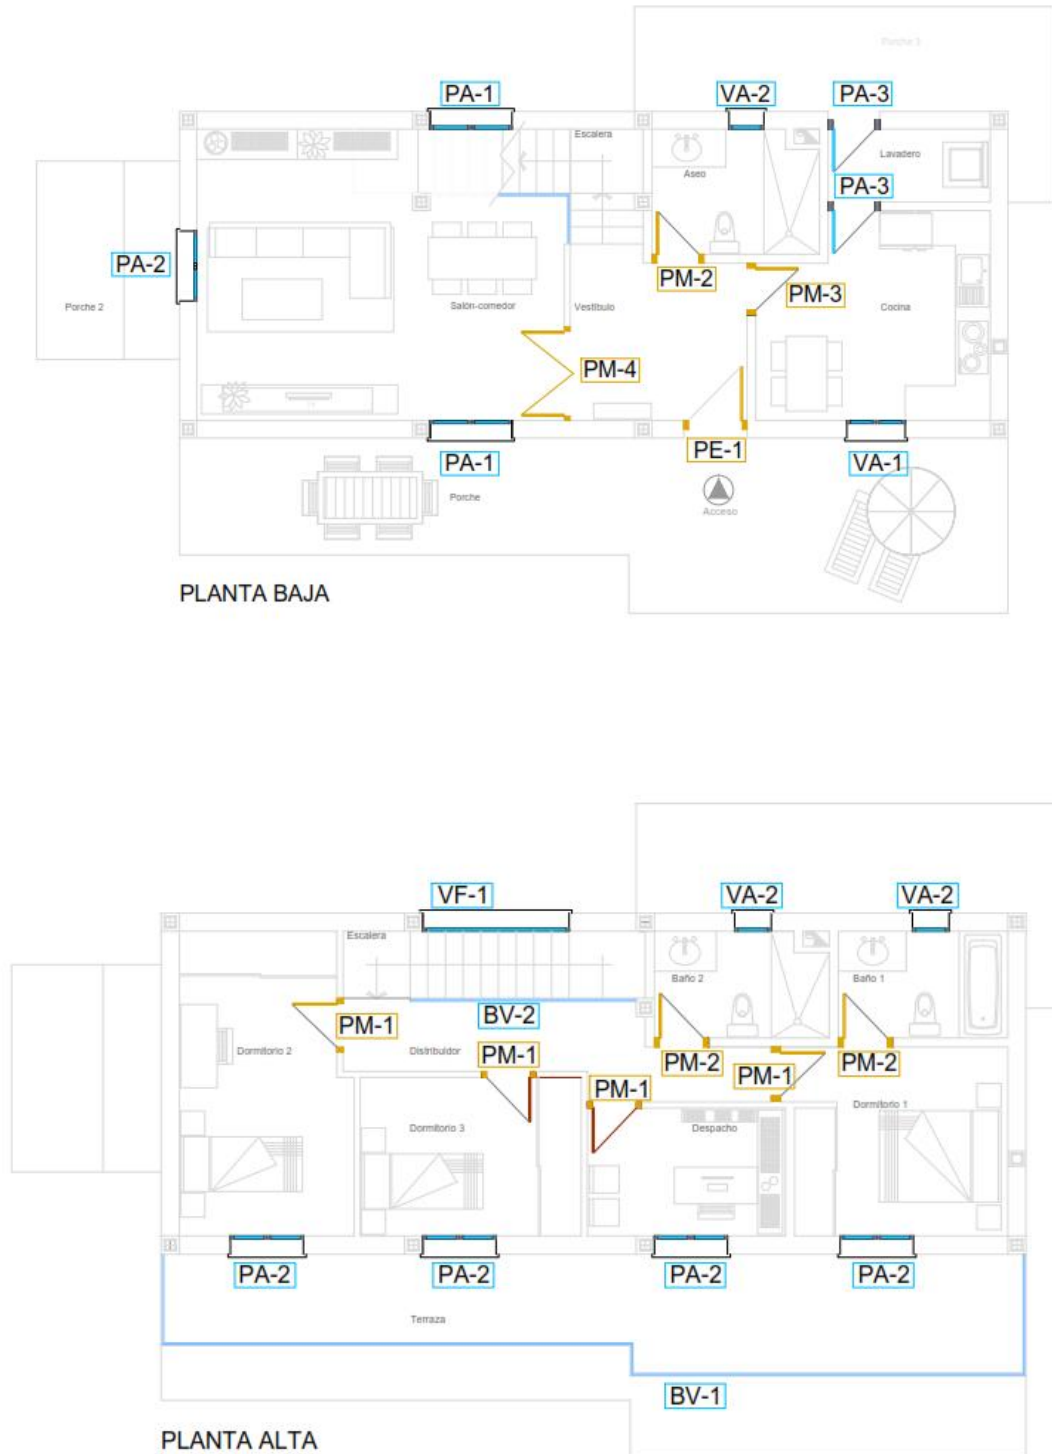 Porche 3
PA-1
VA-2
PA-3
Escalera
Aseo
Lavadero
PA-3
PA-2
PM-2
PM-3
Porche 2
Salón-comedor
Vestíbulo
Cocina
PM-4
PA-1
PE-1
VA-1
Porche
Acceso
PLANTA BAJA
VF-1
VA-2
VA-2
Escalera
Baño 2
Baño 1
BV-2
PM-1
Dormitorio 2
Distribuidor
PM-1
PM-2
PM-1
PM-2
PM-1
Dormitorio 1
Dormitorio 3
Despacho
PA-2
PA-2
PA-2
PA-2
Terraza
BV-1
PLANTA ALTA